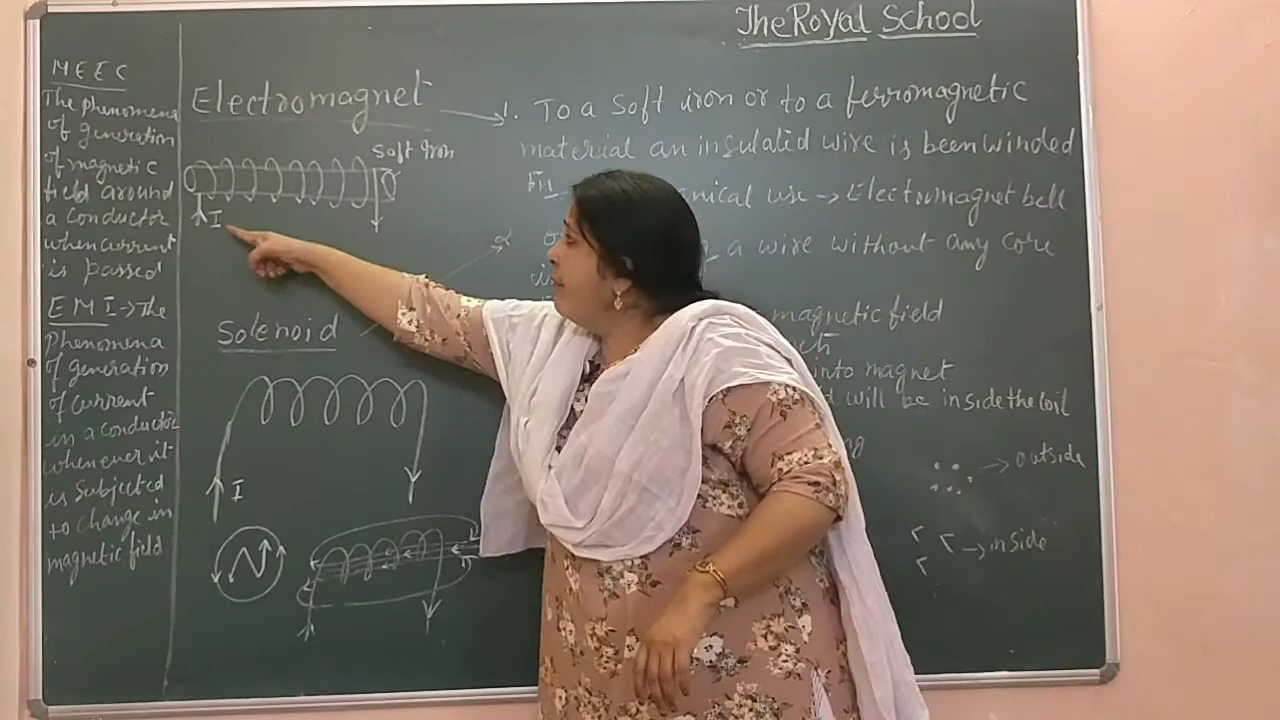 The Royal School
M E E C
The phenomena
of generation
of magnetic
field around
a conductor
when current
is passed
E M I → The
Phenomena
of generation
of current
in a conductor
whenever it
is Subjected
to change in
magnetic field
Electromagnet
Soft Iron
I
Solenoid
I
N
1. To a Soft iron or to a ferromagnetic
material an insulated wire is been winded
use → Electromagnet bell
a wire without any core
magnetic field
into magnet
will be inside the coil
→ outside
→ inside